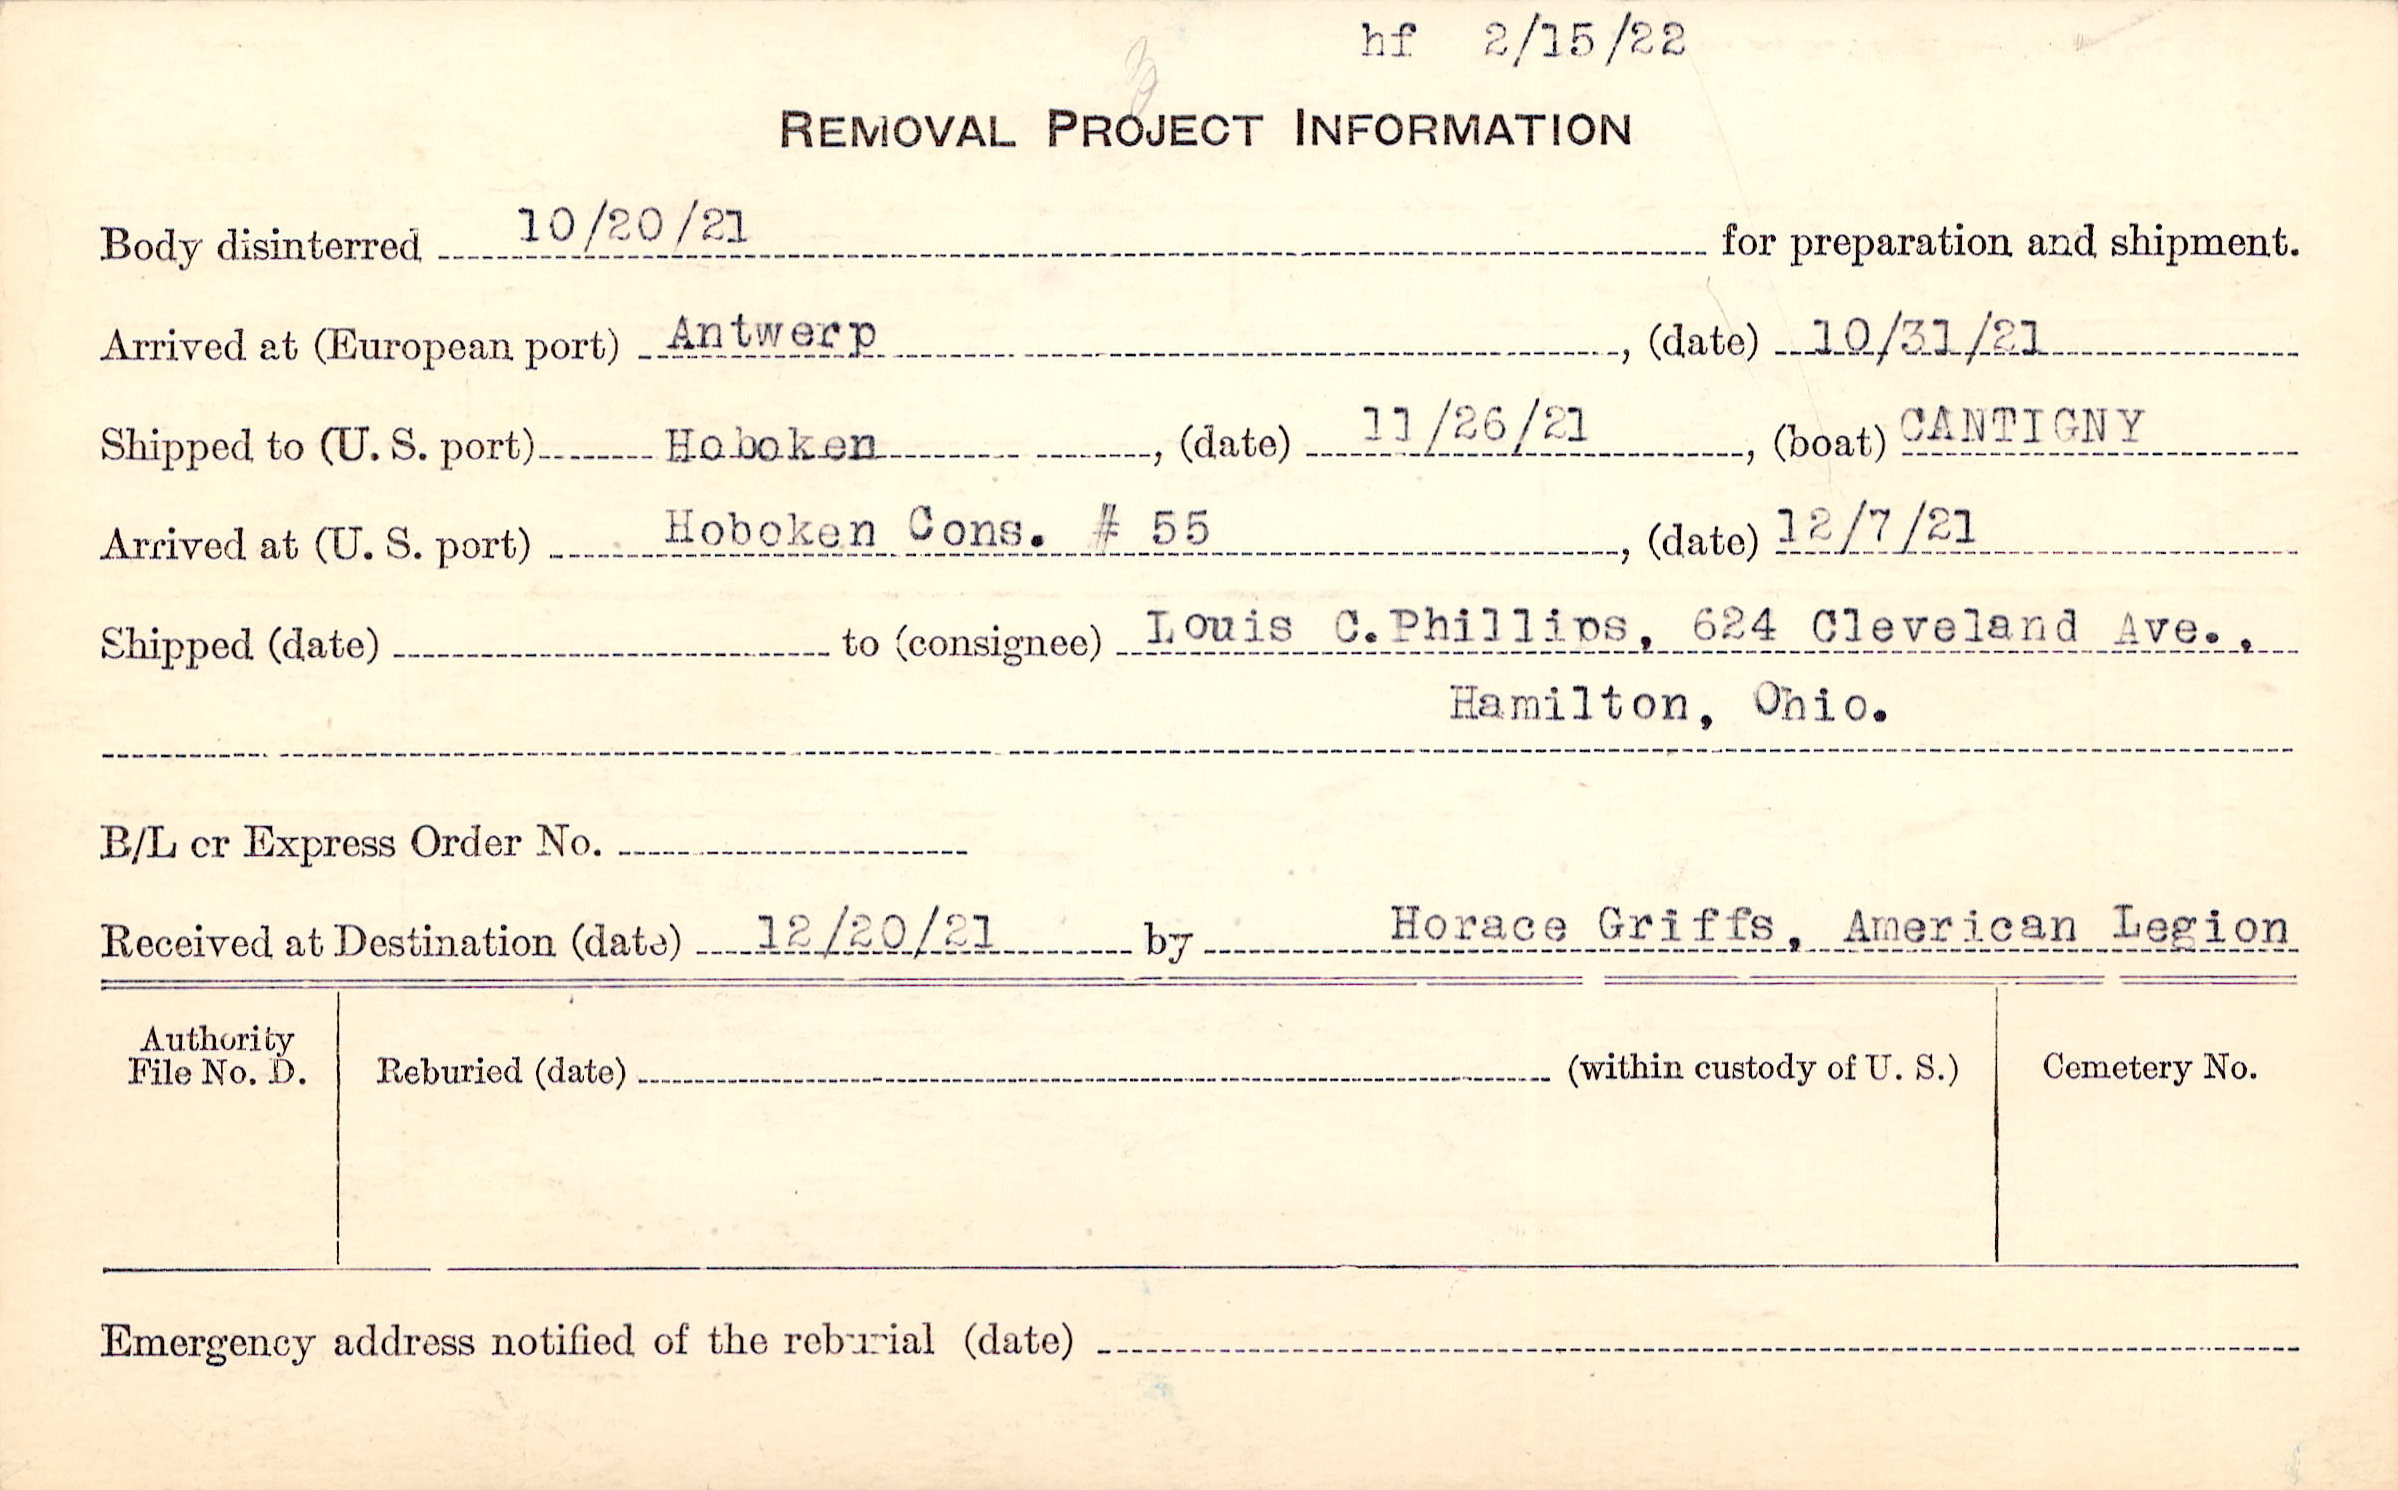 hf 2/15/22
REMOVAL PROJECT INFORMATION
Body disinterred 10/20/21 for preparation and shipment.
Arrived at (European port) Antwerp, (date) 10/31/21
Shipped to (U. S. port) Hoboken, (date) 11/26/21, (boat) CANTIGNY
Arrived at (U. S. port) Hoboken Cons. # 55, (date) 12/7/21
Shipped (date) to (consignee) Louis C.Phillips, 624 Cleveland Ave.,
Hamilton, Ohio.
B/L or Express Order No.
Received at Destination (date) 12/20/21 by Horace Griffs, American Legion
Authority
File No. D.
Reburied (date) (within custody of U. S.)
Cemetery No.
Emergency address notified of the reburial (date)